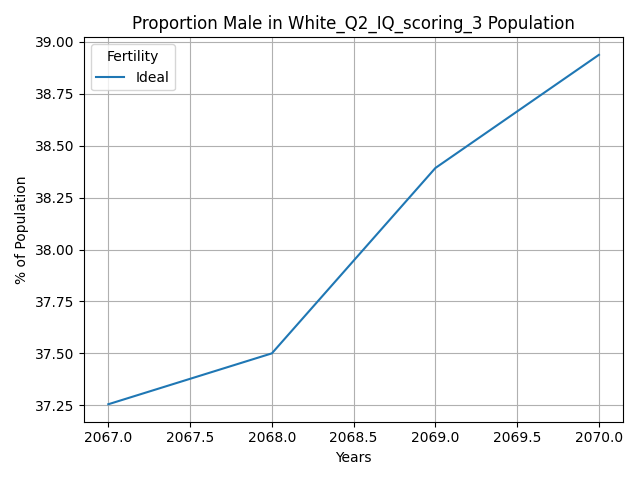 Proportion Male in White_Q2_IQ_scoring_3 Population
Fertility
Ideal
% of Population
39.00
38.75
38.50
38.25
38.00
37.75
37.50
37.25
2067.0 2067.5 2068.0 2068.5 2069.0 2069.5 2070.0
Years